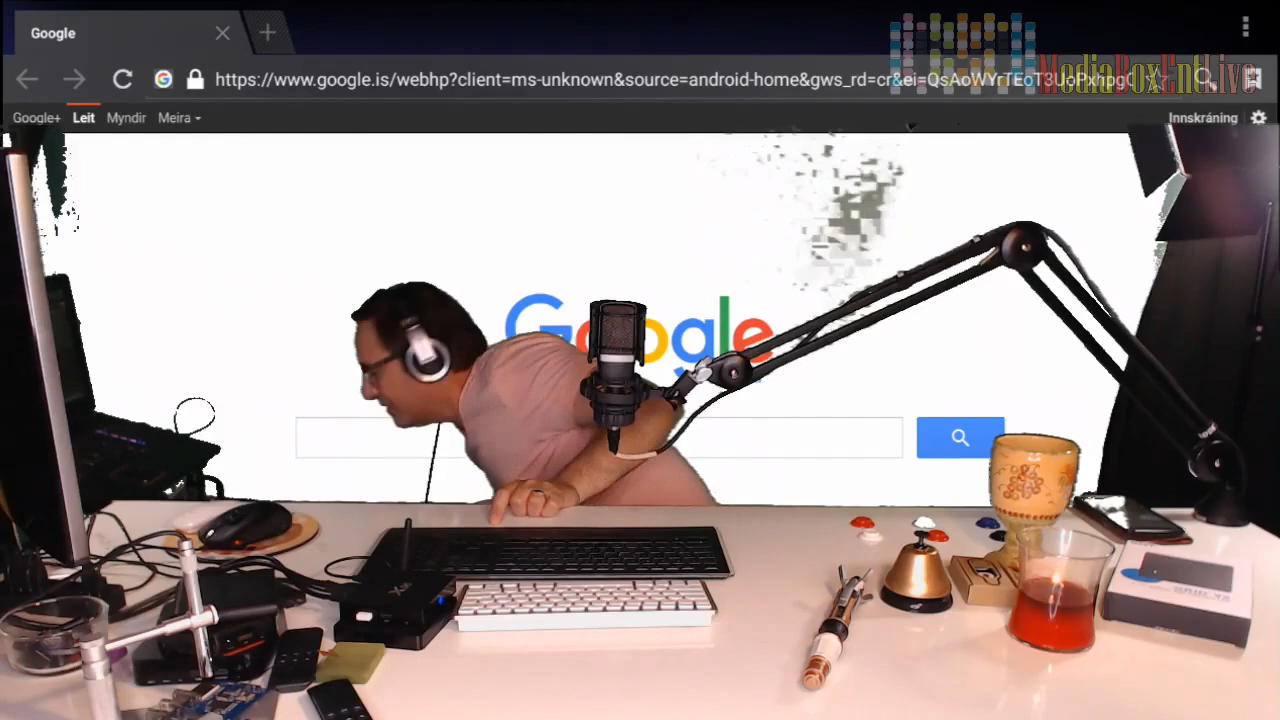 Google
https://www.google.is/webhp?client=ms-unknown&source=android-home&gws_rd=cr&ei=QsAoWYrTEoT3UoPxhpgC
MediaBoxEntLive
Google+ Leit Myndir Meira
Innskráning
Google